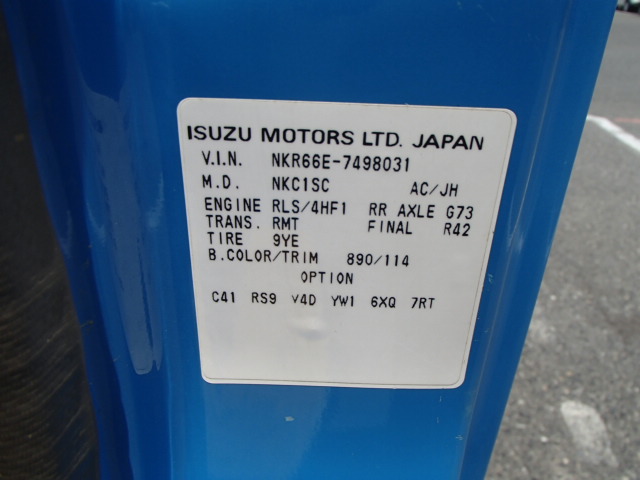 ISUZU MOTORS LTD. JAPAN
V.I.N. NKR66E-7498031
M.D. NKC1SC AC/JH
ENGINE RLS/4HF1 RR AXLE G73
TRANS. RMT FINAL R42
TIRE 9YE
B.COLOR/TRIM 890/114
OPTION
C41 RS9 V4D YW1 6XQ 7RT